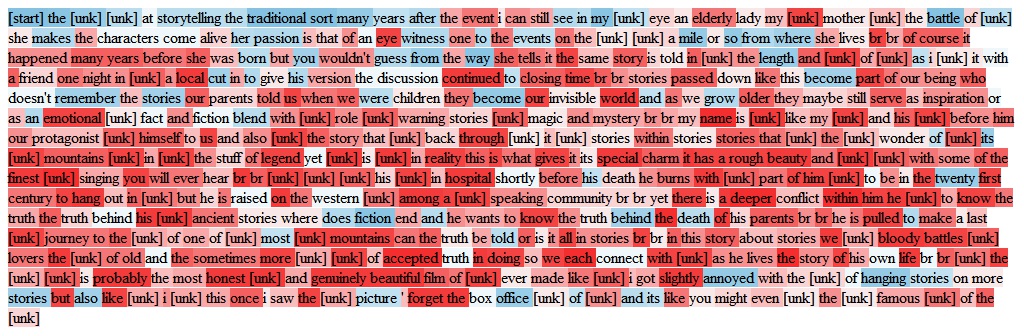 [start] the [unk] [unk] at storytelling the traditional sort many years after the event i can still see in my [unk] eye an elderly lady my [unk] mother [unk] the battle of [unk]
she makes the characters come alive her passion is that of an eye witness one to the events on the [unk] [unk] a mile or so from where she lives br br of course it
happened many years before she was born but you wouldn't guess from the way she tells it the same story is told in [unk] the length and [unk] of [unk] as i [unk] it with
a friend one night in [unk] a local cut in to give his version the discussion continued to closing time br br stories passed down like this become part of our being who
doesn't remember the stories our parents told us when we were children they become our invisible world and as we grow older they maybe still serve as inspiration or
as an emotional [unk] fact and fiction blend with [unk] role [unk] warning stories [unk] magic and mystery br br my name is [unk] like my [unk] and his [unk] before him
our protagonist [unk] himself to us and also [unk] the story that [unk] back through [unk] it [unk] stories within stories stories that [unk] the [unk] wonder of [unk] its
[unk] mountains [unk] in [unk] the stuff of legend yet [unk] is [unk] in reality this is what gives it its special charm it has a rough beauty and [unk] [unk] with some of the
finest [unk] singing you will ever hear br br [unk] [unk] [unk] his [unk] in hospital shortly before his death he burns with [unk] part of him [unk] to be in the twenty first
century to hang out in [unk] but he is raised on the western [unk] among a [unk] speaking community br br yet there is a deeper conflict within him he [unk] to know the
truth the truth behind his [unk] ancient stories where does fiction end and he wants to know the truth behind the death of his parents br br he is pulled to make a last
[unk] journey to the [unk] of one of [unk] most [unk] mountains can the truth be told or is it all in stories br br in this story about stories we [unk] bloody battles [unk]
lovers the [unk] of old and the sometimes more [unk] [unk] of accepted truth in doing so we each connect with [unk] as he lives the story of his own life br br [unk] the
[unk] [unk] is probably the most honest [unk] and genuinely beautiful film of [unk] ever made like [unk] i got slightly annoyed with the [unk] of hanging stories on more
stories but also like [unk] i [unk] this once i saw the [unk] picture ' forget the box office [unk] of [unk] and its like you might even [unk] the [unk] famous [unk] of the
[unk]